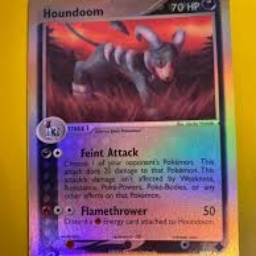 Houndoom
70 HP
STAGE 1
Feint Attack
Choose 1 of your opponent's Pokémon. This
attack does 20 damage to that Pokémon. This
attack's damage isn't affected by Weakness,
Resistance, Poké-Powers, Poké-Bodies, or any
other effects on that Pokémon.
Flamethrower 50
Discard a Energy card attached to Houndoom.